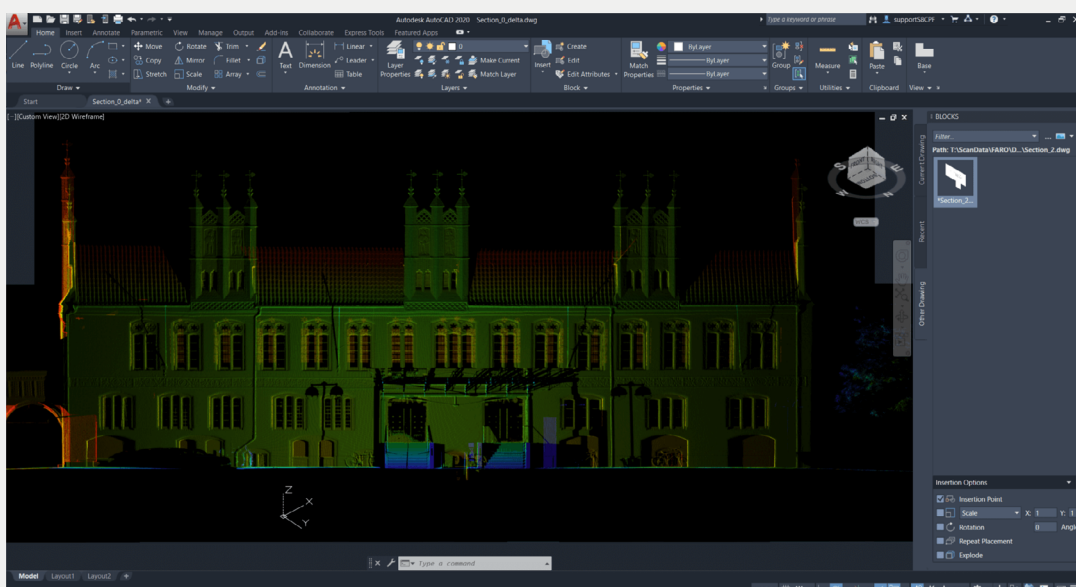 Autodesk AutoCAD 2020 Section_0_delta.dwg
Type a keyword or phrase
supportSBCPF
Home Insert Annotate Parametric View Manage Output Add-ins Collaborate Express Tools Featured Apps
Line Polyline Circle Arc
Move Rotate Trim
Copy Mirror Fillet
Stretch Scale Array
Text Dimension
Linear
Leader
Table
Layer Properties
0
Make Current
Match Layer
Insert
Create
Edit
Edit Attributes
Match Properties
ByLayer
ByLayer
ByLayer
Group
Measure
Paste
Base
Draw Modify Annotation Layers Block Properties Groups Utilities Clipboard View
Start Section_0_delta*
[-][Custom View][2D Wireframe]
S E
W N
WCS
Z
X
Y
Type a command
Model Layout1 Layout2
BLOCKS
Filter...
Path: T:\ScanData\FARO\D...\Section_2.dwg
*Section_2...
Current Drawing
Recent
Other Drawing
Insertion Options
Insertion Point
Scale X: 1 Y: 1
Rotation 0 Angle
Repeat Placement
Explode